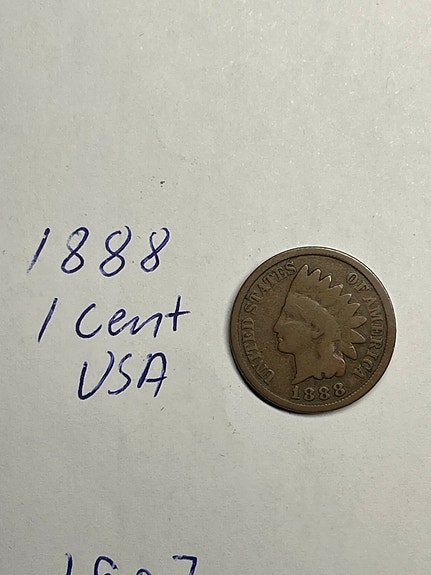 1888
1 Cent
USA
UNITED STATES OF AMERICA
1888